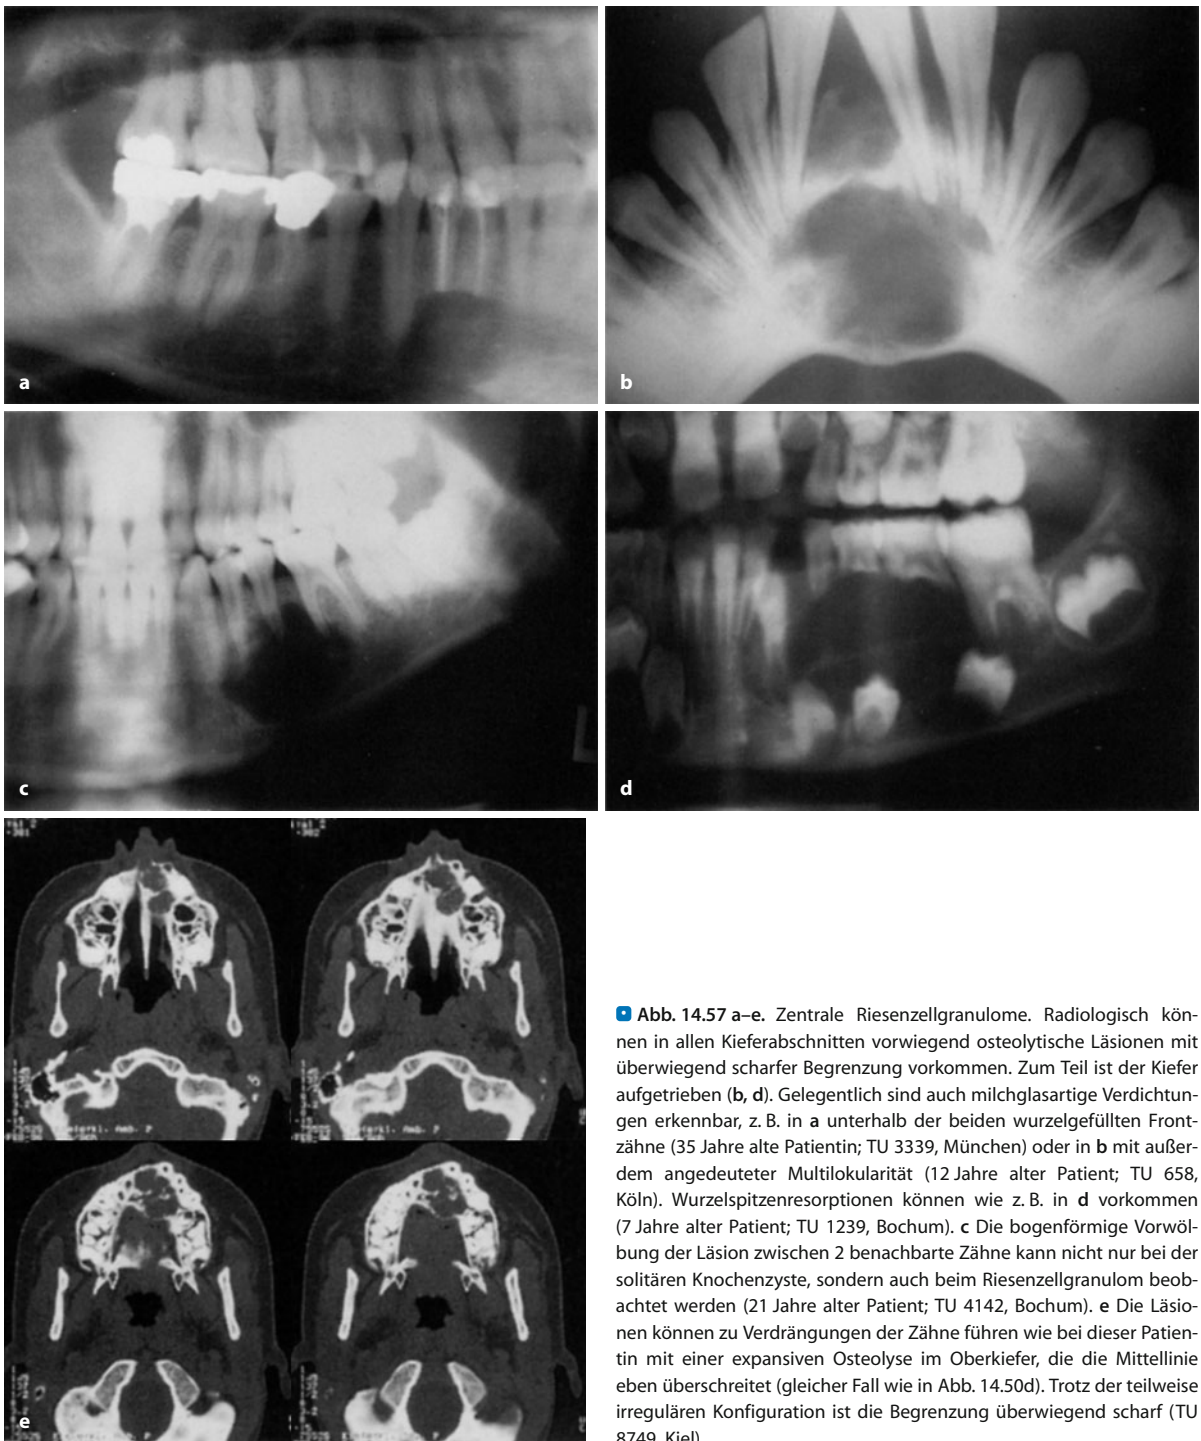 a
b
c
d
e
Abb. 14.57 a–e. Zentrale Riesenzellgranulome. Radiologisch kön-
nen in allen Kieferabschnitten vorwiegend osteolytische Läsionen mit
überwiegend scharfer Begrenzung vorkommen. Zum Teil ist der Kiefer
aufgetrieben (b, d). Gelegentlich sind auch milchglasartige Verdichtun-
gen erkennbar, z. B. in a unterhalb der beiden wurzelgefüllten Front-
zähne (35 Jahre alte Patientin; TU 3339, München) oder in b mit außer-
dem angedeuteter Multilokularität (12 Jahre alter Patient; TU 658,
Köln). Wurzelspitzenresorptionen können wie z. B. in d vorkommen
(7 Jahre alter Patient; TU 1239, Bochum). c Die bogenförmige Vorwöl-
bung der Läsion zwischen 2 benachbarte Zähne kann nicht nur bei der
solitären Knochenzyste, sondern auch beim Riesenzellgranulom beob-
achtet werden (21 Jahre alter Patient; TU 4142, Bochum). e Die Läsio-
nen können zu Verdrängungen der Zähne führen wie bei dieser Patien-
tin mit einer expansiven Osteolyse im Oberkiefer, die die Mittellinie
eben überschreitet (gleicher Fall wie in Abb. 14.50d). Trotz der teilweise
irregulären Konfiguration ist die Begrenzung überwiegend scharf (TU
8749, Kiel)